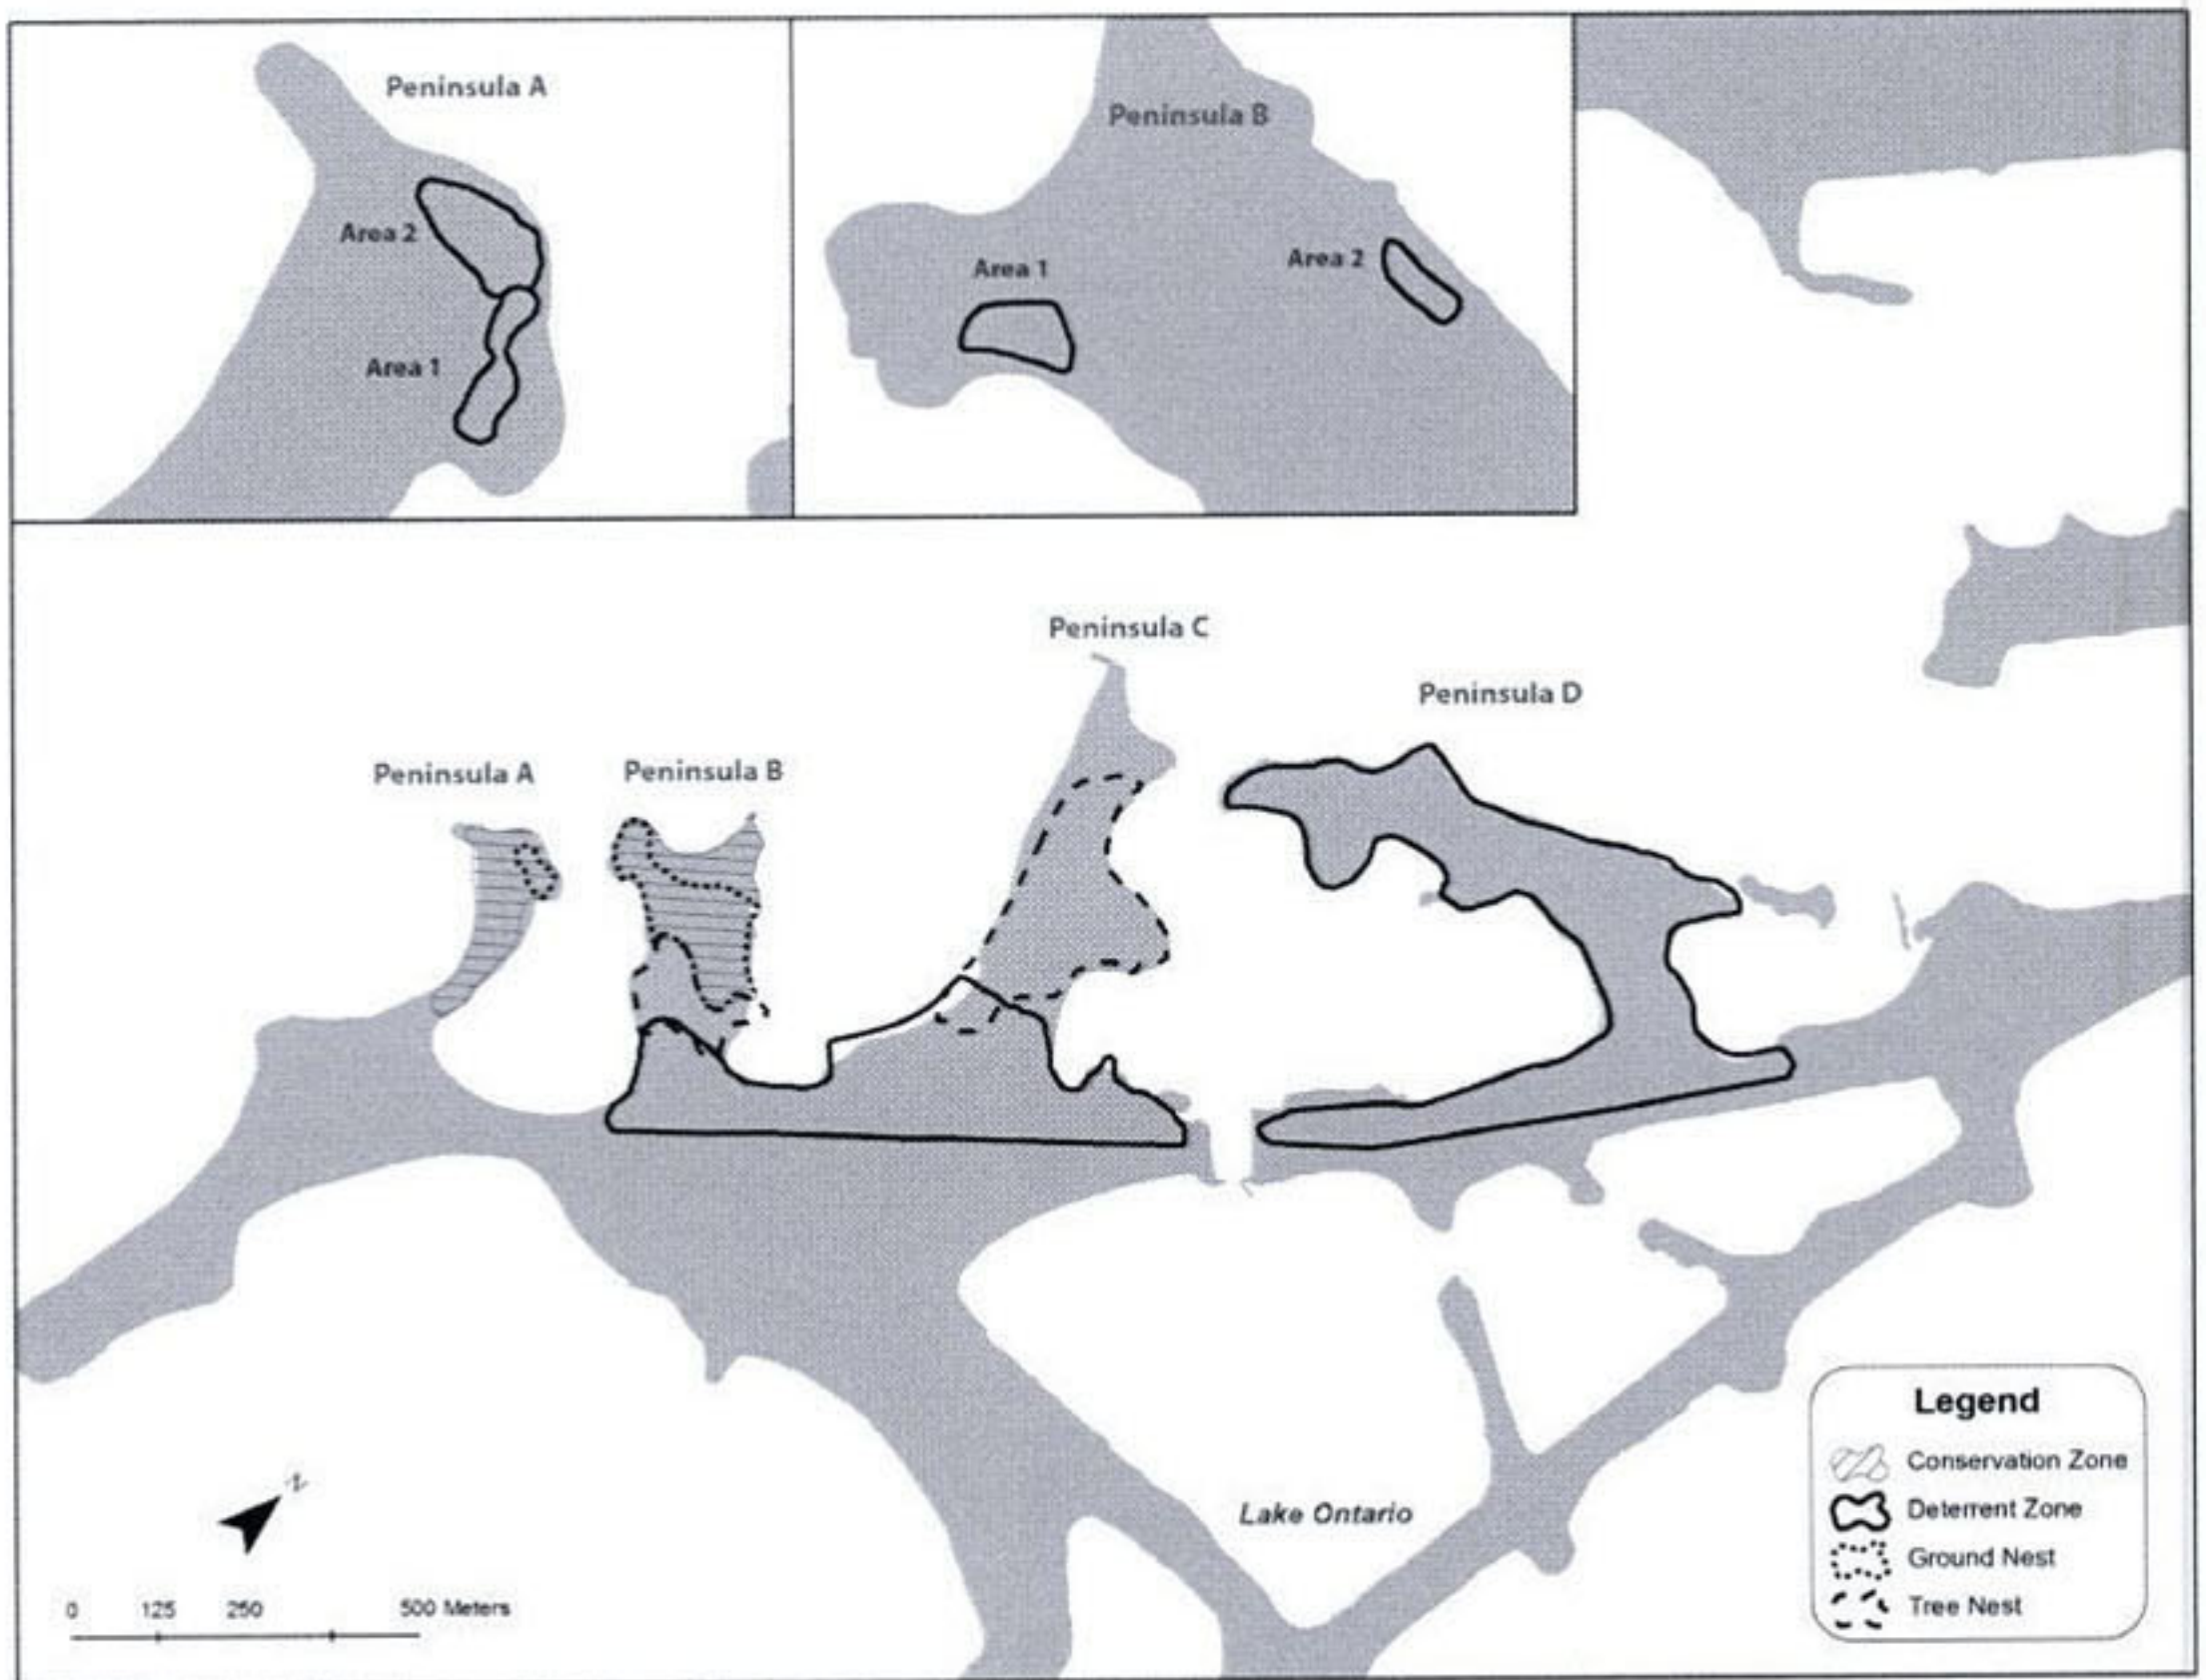 Peninsula A
Area 2
Area 1
Peninsula B
Area 1
Area 2
Peninsula C
Peninsula D
Peninsula A
Peninsula B
Lake Ontario
N
0 125 250 500 Meters
Legend
Conservation Zone
Deterrent Zone
Ground Nest
Tree Nest